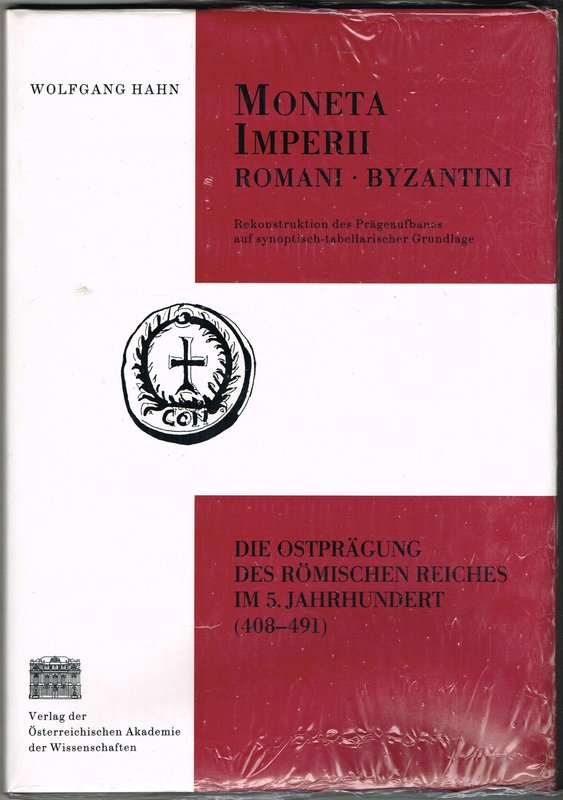 WOLFGANG HAHN
MONETA
IMPERII
ROMANI · BYZANTINI
Rekonstruktion des Prägeaufbaues
auf synoptisch-tabellarischer Grundlage
CON
DIE OSTPRÄGUNG
DES RÖMISCHEN REICHES
IM 5. JAHRHUNDERT
(408–491)
Verlag der
Österreichischen Akademie
der Wissenschaften